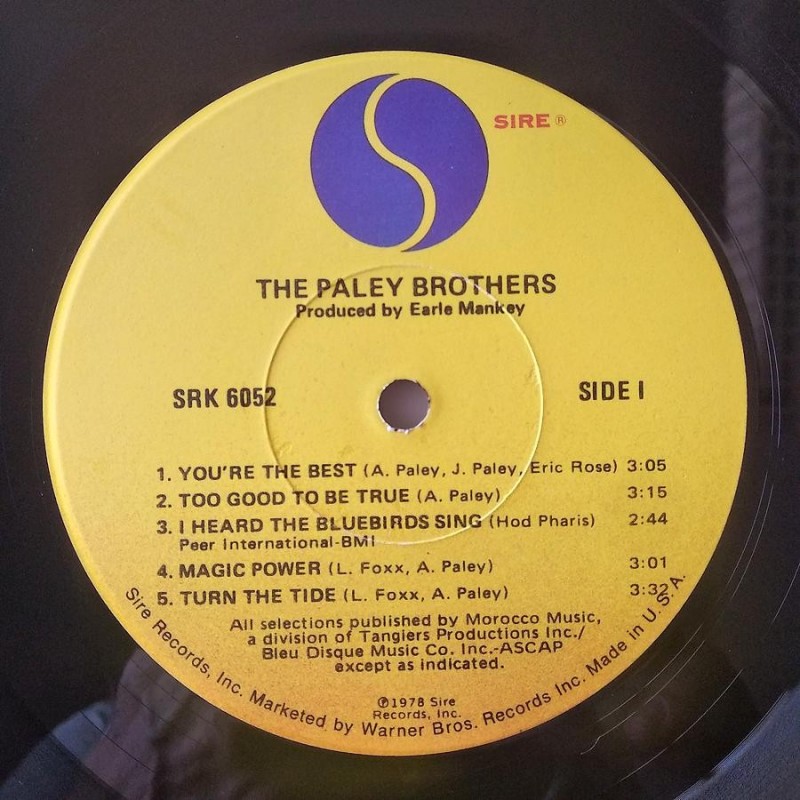 SIRE ®
THE PALEY BROTHERS
Produced by Earle Mankey
SRK 6052
SIDE I
1. YOU'RE THE BEST (A. Paley, J. Paley, Eric Rose) 3:05
2. TOO GOOD TO BE TRUE (A. Paley) 3:15
3. I HEARD THE BLUEBIRDS SING (Hod Pharis) 2:44
Peer International-BMI
4. MAGIC POWER (L. Foxx, A. Paley) 3:01
5. TURN THE TIDE (L. Foxx, A. Paley) 3:32
All selections published by Morocco Music,
a division of Tangiers Productions Inc./
Bleu Disque Music Co. Inc.-ASCAP
except as indicated.
℗1978 Sire
Records, Inc.
Sire Records, Inc. Marketed by Warner Bros. Records Inc. Made in U.S.A.